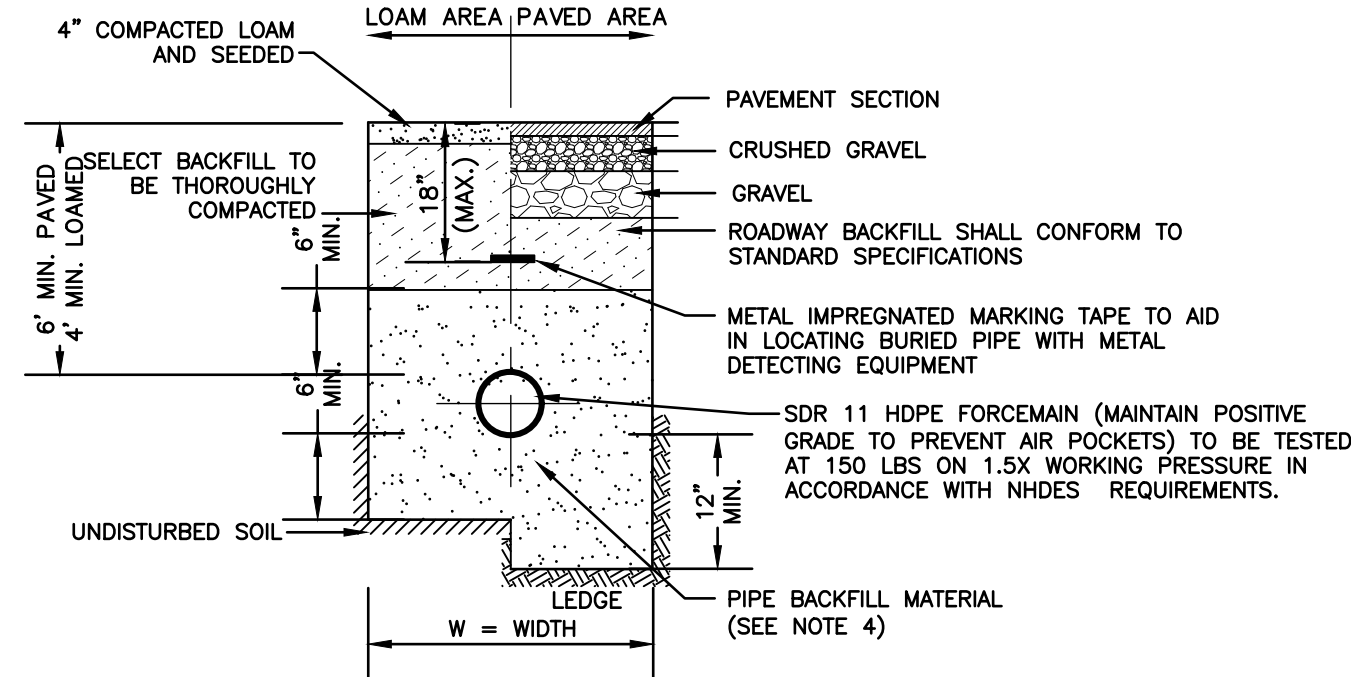 LOAM AREA PAVED AREA
4" COMPACTED LOAM
AND SEEDED
PAVEMENT SECTION
CRUSHED GRAVEL
GRAVEL
SELECT BACKFILL TO
BE THOROUGHLY
COMPACTED
18"
(MAX.)
6' MIN. PAVED
4' MIN. LOAMED
6"
MIN.
ROADWAY BACKFILL SHALL CONFORM TO
STANDARD SPECIFICATIONS
METAL IMPREGNATED MARKING TAPE TO AID
IN LOCATING BURIED PIPE WITH METAL
DETECTING EQUIPMENT
6"
MIN.
SDR 11 HDPE FORCEMAIN (MAINTAIN POSITIVE
GRADE TO PREVENT AIR POCKETS) TO BE TESTED
AT 150 LBS ON 1.5X WORKING PRESSURE IN
ACCORDANCE WITH NHDES REQUIREMENTS.
12"
MIN.
UNDISTURBED SOIL
LEDGE
PIPE BACKFILL MATERIAL
(SEE NOTE 4)
W = WIDTH